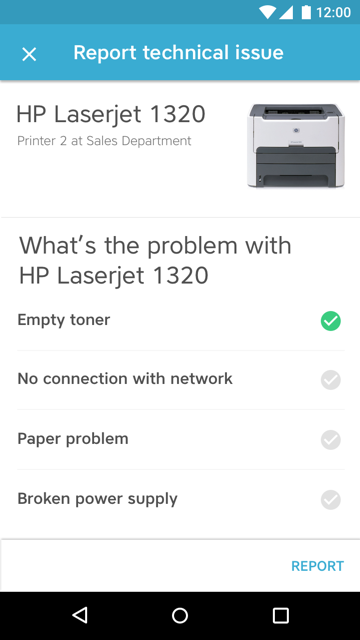 12:00
Report technical issue
HP Laserjet 1320
Printer 2 at Sales Department
What's the problem with
HP Laserjet 1320
Empty toner
No connection with network
Paper problem
Broken power supply
REPORT